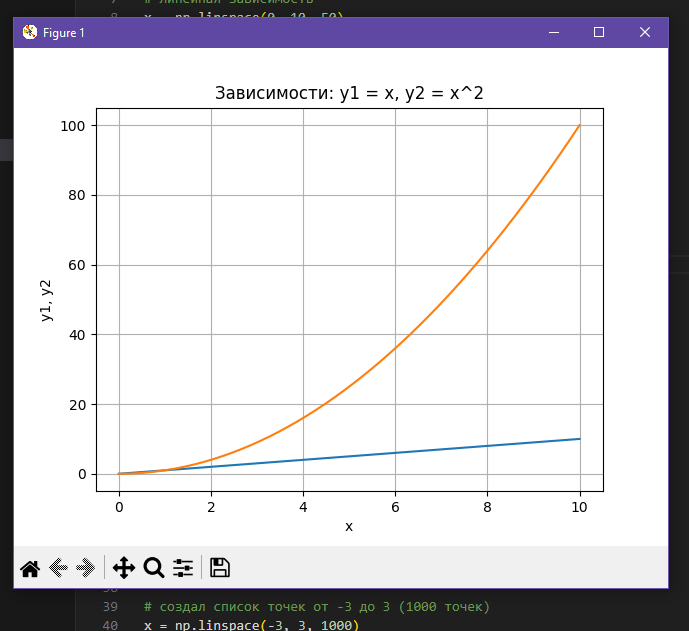 # линейная зависимость
8 x = np.linspace(0, 10, 50)
Figure 1
Зависимости: y1 = x, y2 = x^2
100
80
60
40
20
0
y1, y2
0 2 4 6 8 10
x
39 # создал список точек от -3 до 3 (1000 точек)
40 x = np.linspace(-3, 3, 1000)